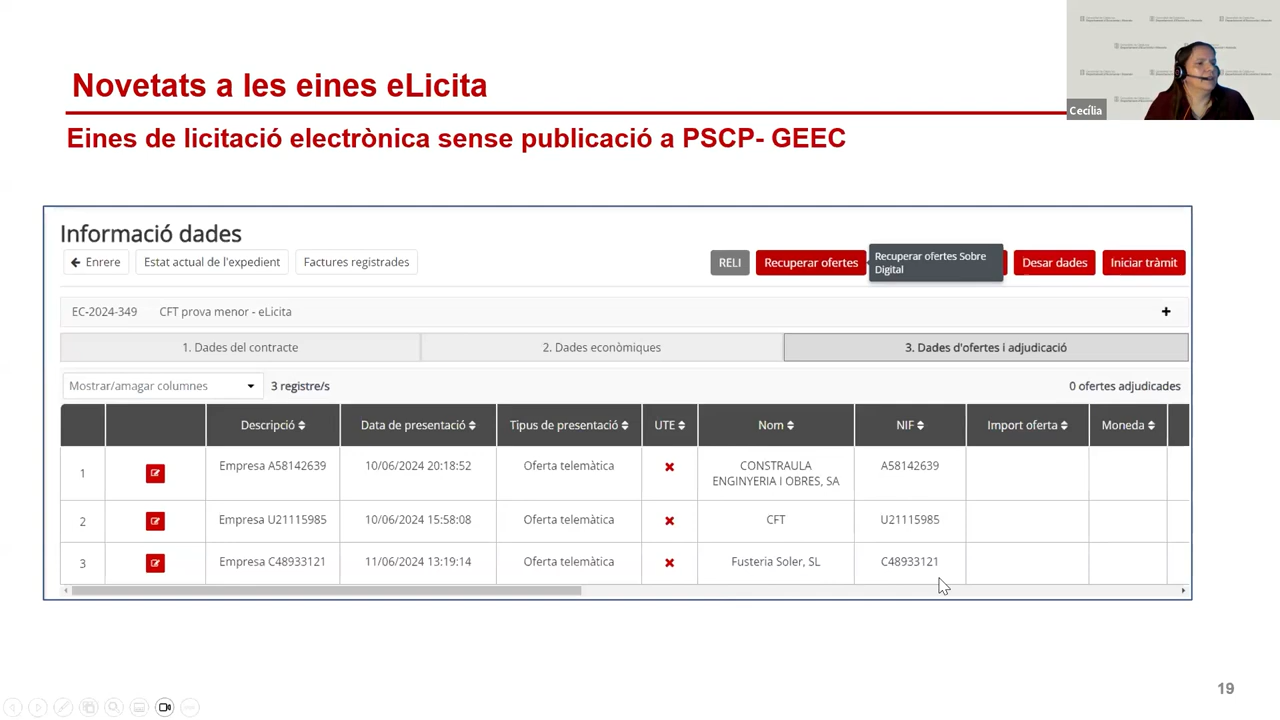 Novetats a les eines eLicita
Cecília
Eines de licitació electrònica sense publicació a PSCP- GEEC
Informació dades
Enrere
Estat actual de l'expedient
Factures registrades
RELI
Recuperar ofertes
Recuperar ofertes Sobre
Digital
Desar dades
Iniciar tràmit
EC-2024-349 CFT prova menor - eLicita
1. Dades del contracte
2. Dades econòmiques
3. Dades d'ofertes i adjudicació
Mostrar/amagar columnes
3 registre/s
0 ofertes adjudicades
Descripció Data de presentació Tipus de presentació UTE Nom NIF Import oferta Moneda
1 Empresa A58142639 10/06/2024 20:18:52 Oferta telemàtica CONSTRAULA A58142639
ENGINYERIA I OBRES, SA
2 Empresa U21115985 10/06/2024 15:58:08 Oferta telemàtica CFT U21115985
3 Empresa C48933121 11/06/2024 13:19:14 Oferta telemàtica Fusteria Soler, SL C48933121
19